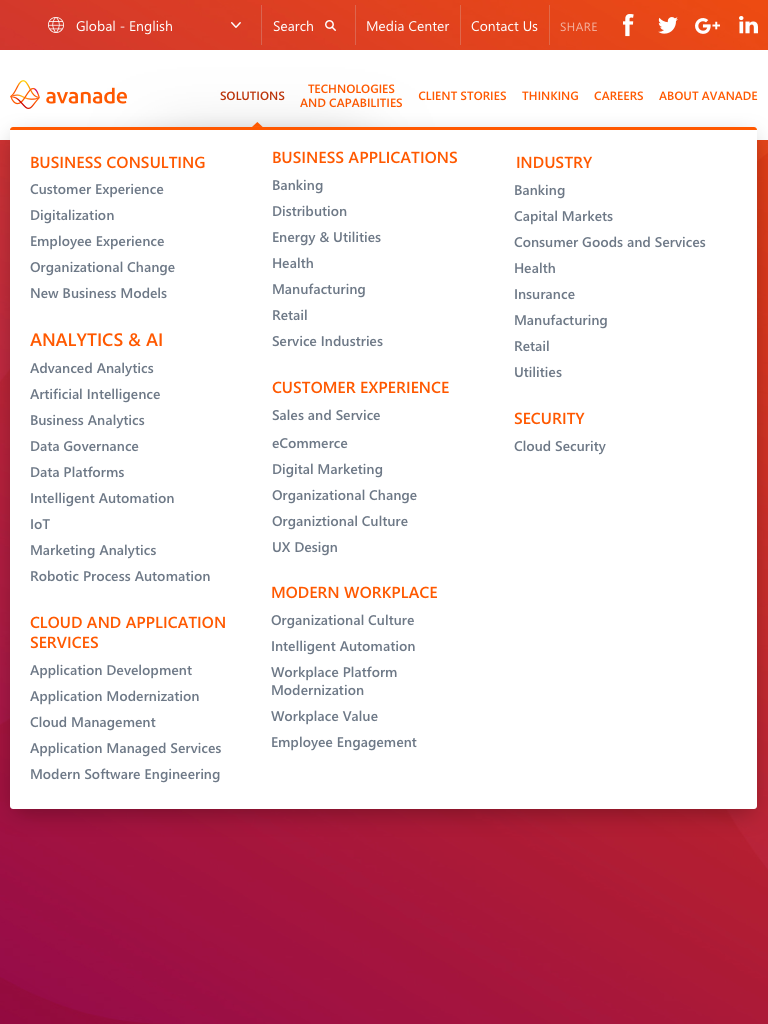 Global - English
Search
Media Center
Contact Us
SHARE
f
G+
in
avanade
SOLUTIONS
TECHNOLOGIES
AND CAPABILITIES
CLIENT STORIES
THINKING
CAREERS
ABOUT AVANADE
BUSINESS CONSULTING
Customer Experience
Digitalization
Employee Experience
Organizational Change
New Business Models
ANALYTICS & AI
Advanced Analytics
Artificial Intelligence
Business Analytics
Data Governance
Data Platforms
Intelligent Automation
IoT
Marketing Analytics
Robotic Process Automation
CLOUD AND APPLICATION
SERVICES
Application Development
Application Modernization
Cloud Management
Application Managed Services
Modern Software Engineering
BUSINESS APPLICATIONS
Banking
Distribution
Energy & Utilities
Health
Manufacturing
Retail
Service Industries
CUSTOMER EXPERIENCE
Sales and Service
eCommerce
Digital Marketing
Organizational Change
Organiztional Culture
UX Design
MODERN WORKPLACE
Organizational Culture
Intelligent Automation
Workplace Platform
Modernization
Workplace Value
Employee Engagement
INDUSTRY
Banking
Capital Markets
Consumer Goods and Services
Health
Insurance
Manufacturing
Retail
Utilities
SECURITY
Cloud Security